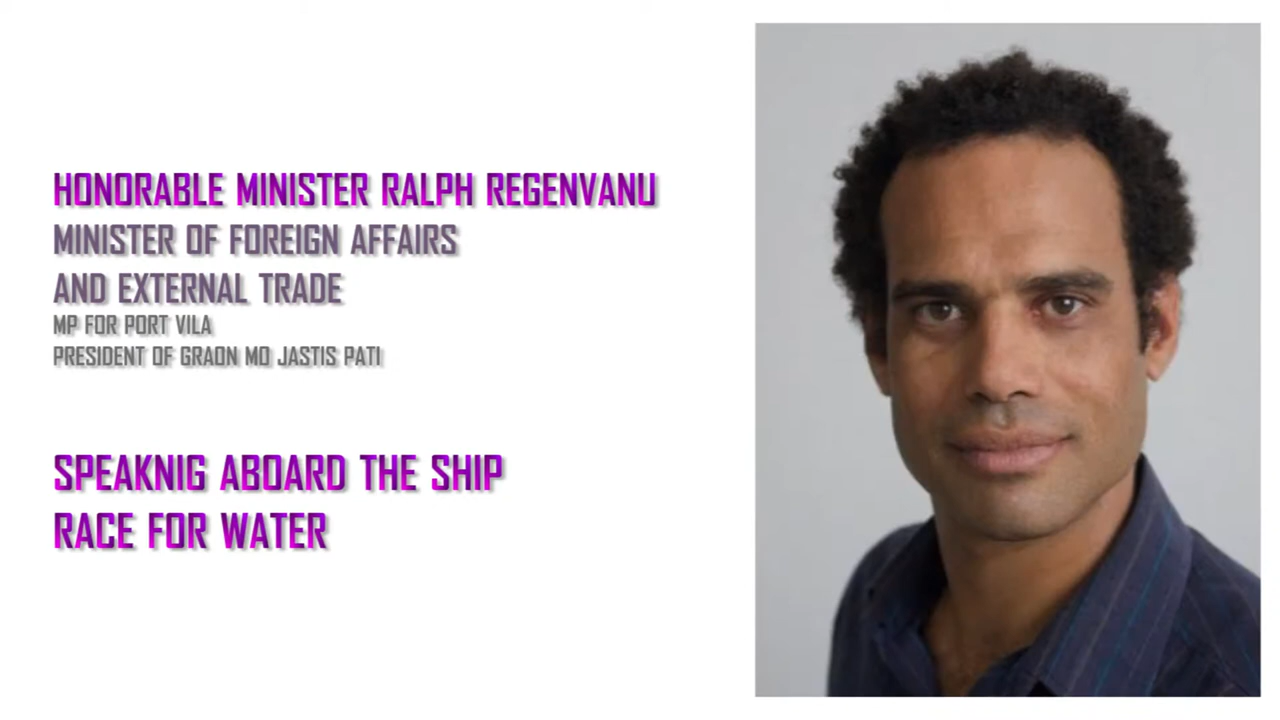 HONORABLE MINISTER RALPH REGENVANU
MINISTER OF FOREIGN AFFAIRS
AND EXTERNAL TRADE
MP FOR PORT VILA
PRESIDENT OF GRAON MO JASTIS PATI
SPEAKNIG ABOARD THE SHIP
RACE FOR WATER